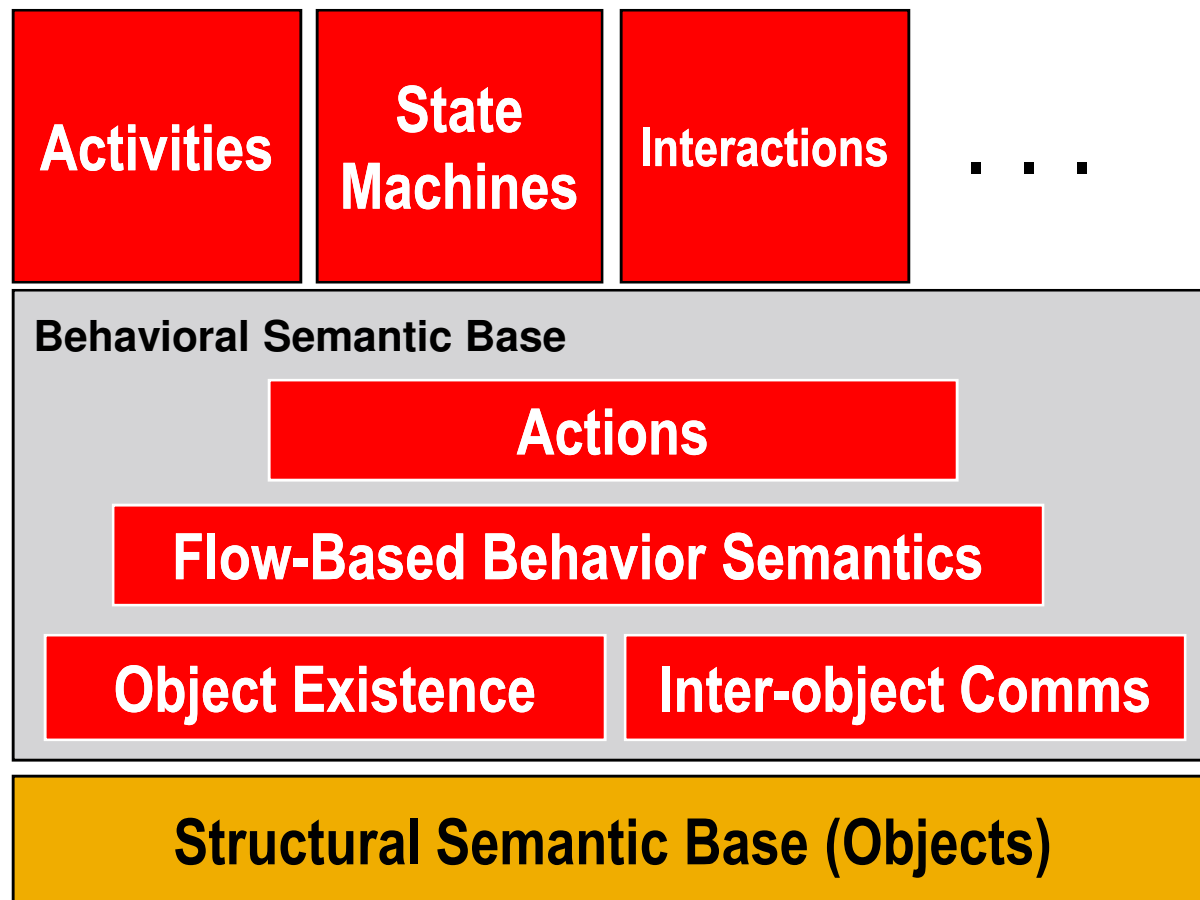 Activities
State
Machines
Interactions
. . .
Behavioral Semantic Base
Actions
Flow-Based Behavior Semantics
Object Existence
Inter-object Comms
Structural Semantic Base (Objects)